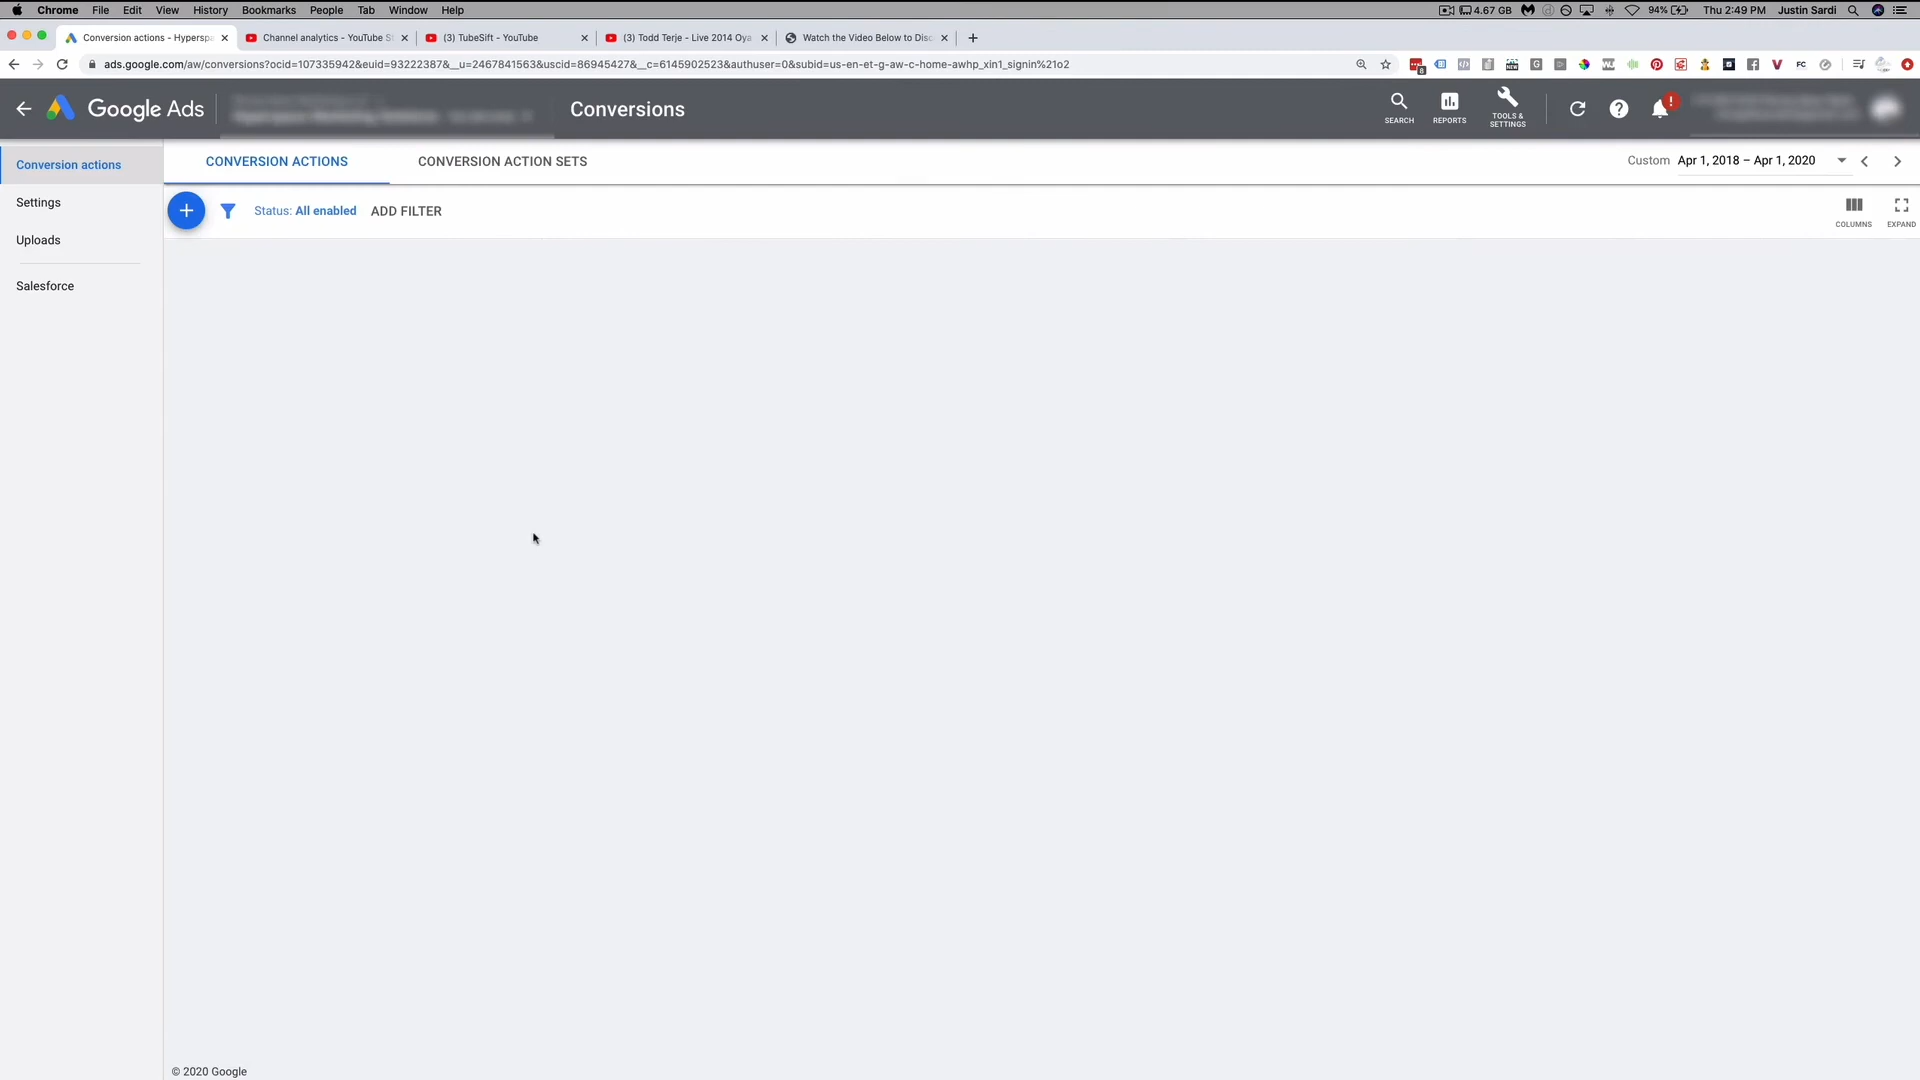 Chrome File Edit View History Bookmarks People Tab Window Help
4.67 GB 94% Thu 2:49 PM Justin Sardi
Conversion actions - Hyperspa
Channel analytics - YouTube S
(3) TubeSift - YouTube
(3) Todd Terje - Live 2014 Oya
Watch the Video Below to Disc
ads.google.com/aw/conversions?ocid=107335942&euid=93222387&__u=2467841563&uscid=86945427&__c=6145902523&authuser=0&subid=us-en-et-g-aw-c-home-awhp_xin1_signin%21o2
Google Ads
Conversions
SEARCH
REPORTS
TOOLS & SETTINGS
Conversion actions
Settings
Uploads
Salesforce
CONVERSION ACTIONS
CONVERSION ACTION SETS
Custom Apr 1, 2018 – Apr 1, 2020
Status: All enabled
ADD FILTER
COLUMNS
EXPAND
© 2020 Google